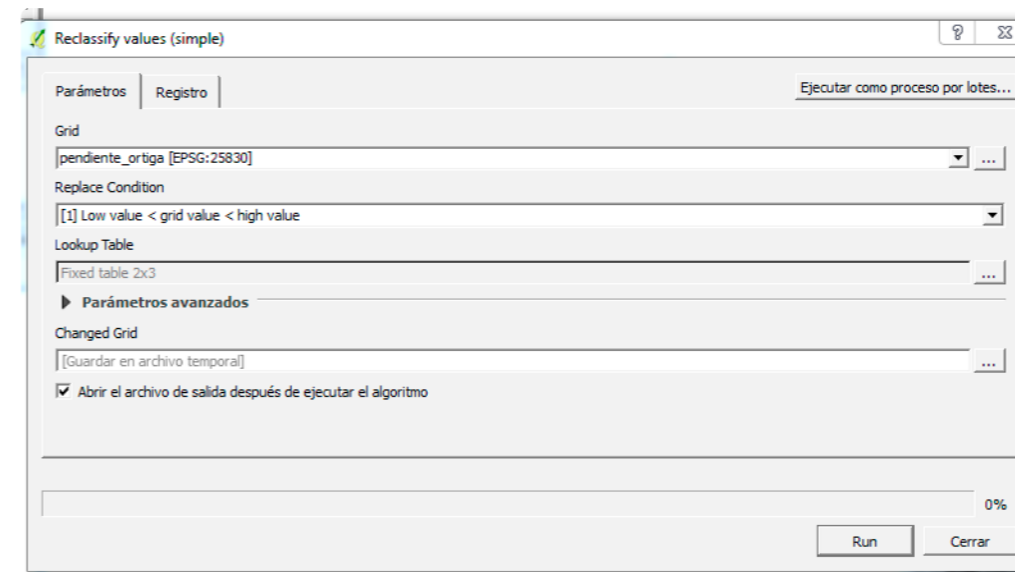 Reclassify values (simple)
Parámetros
Registro
Ejecutar como proceso por lotes...
Grid
pendiente_ortiga [EPSG:25830]
...
Replace Condition
[1] Low value < grid value < high value
Lookup Table
Fixed table 2x3
...
Parámetros avanzados
Changed Grid
[Guardar en archivo temporal]
...
Abrir el archivo de salida después de ejecutar el algoritmo
0%
Run
Cerrar